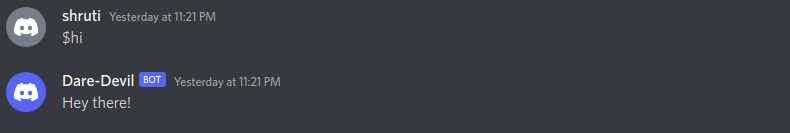 shruti Yesterday at 11:21 PM
$hi
Dare-Devil BOT Yesterday at 11:21 PM
Hey there!